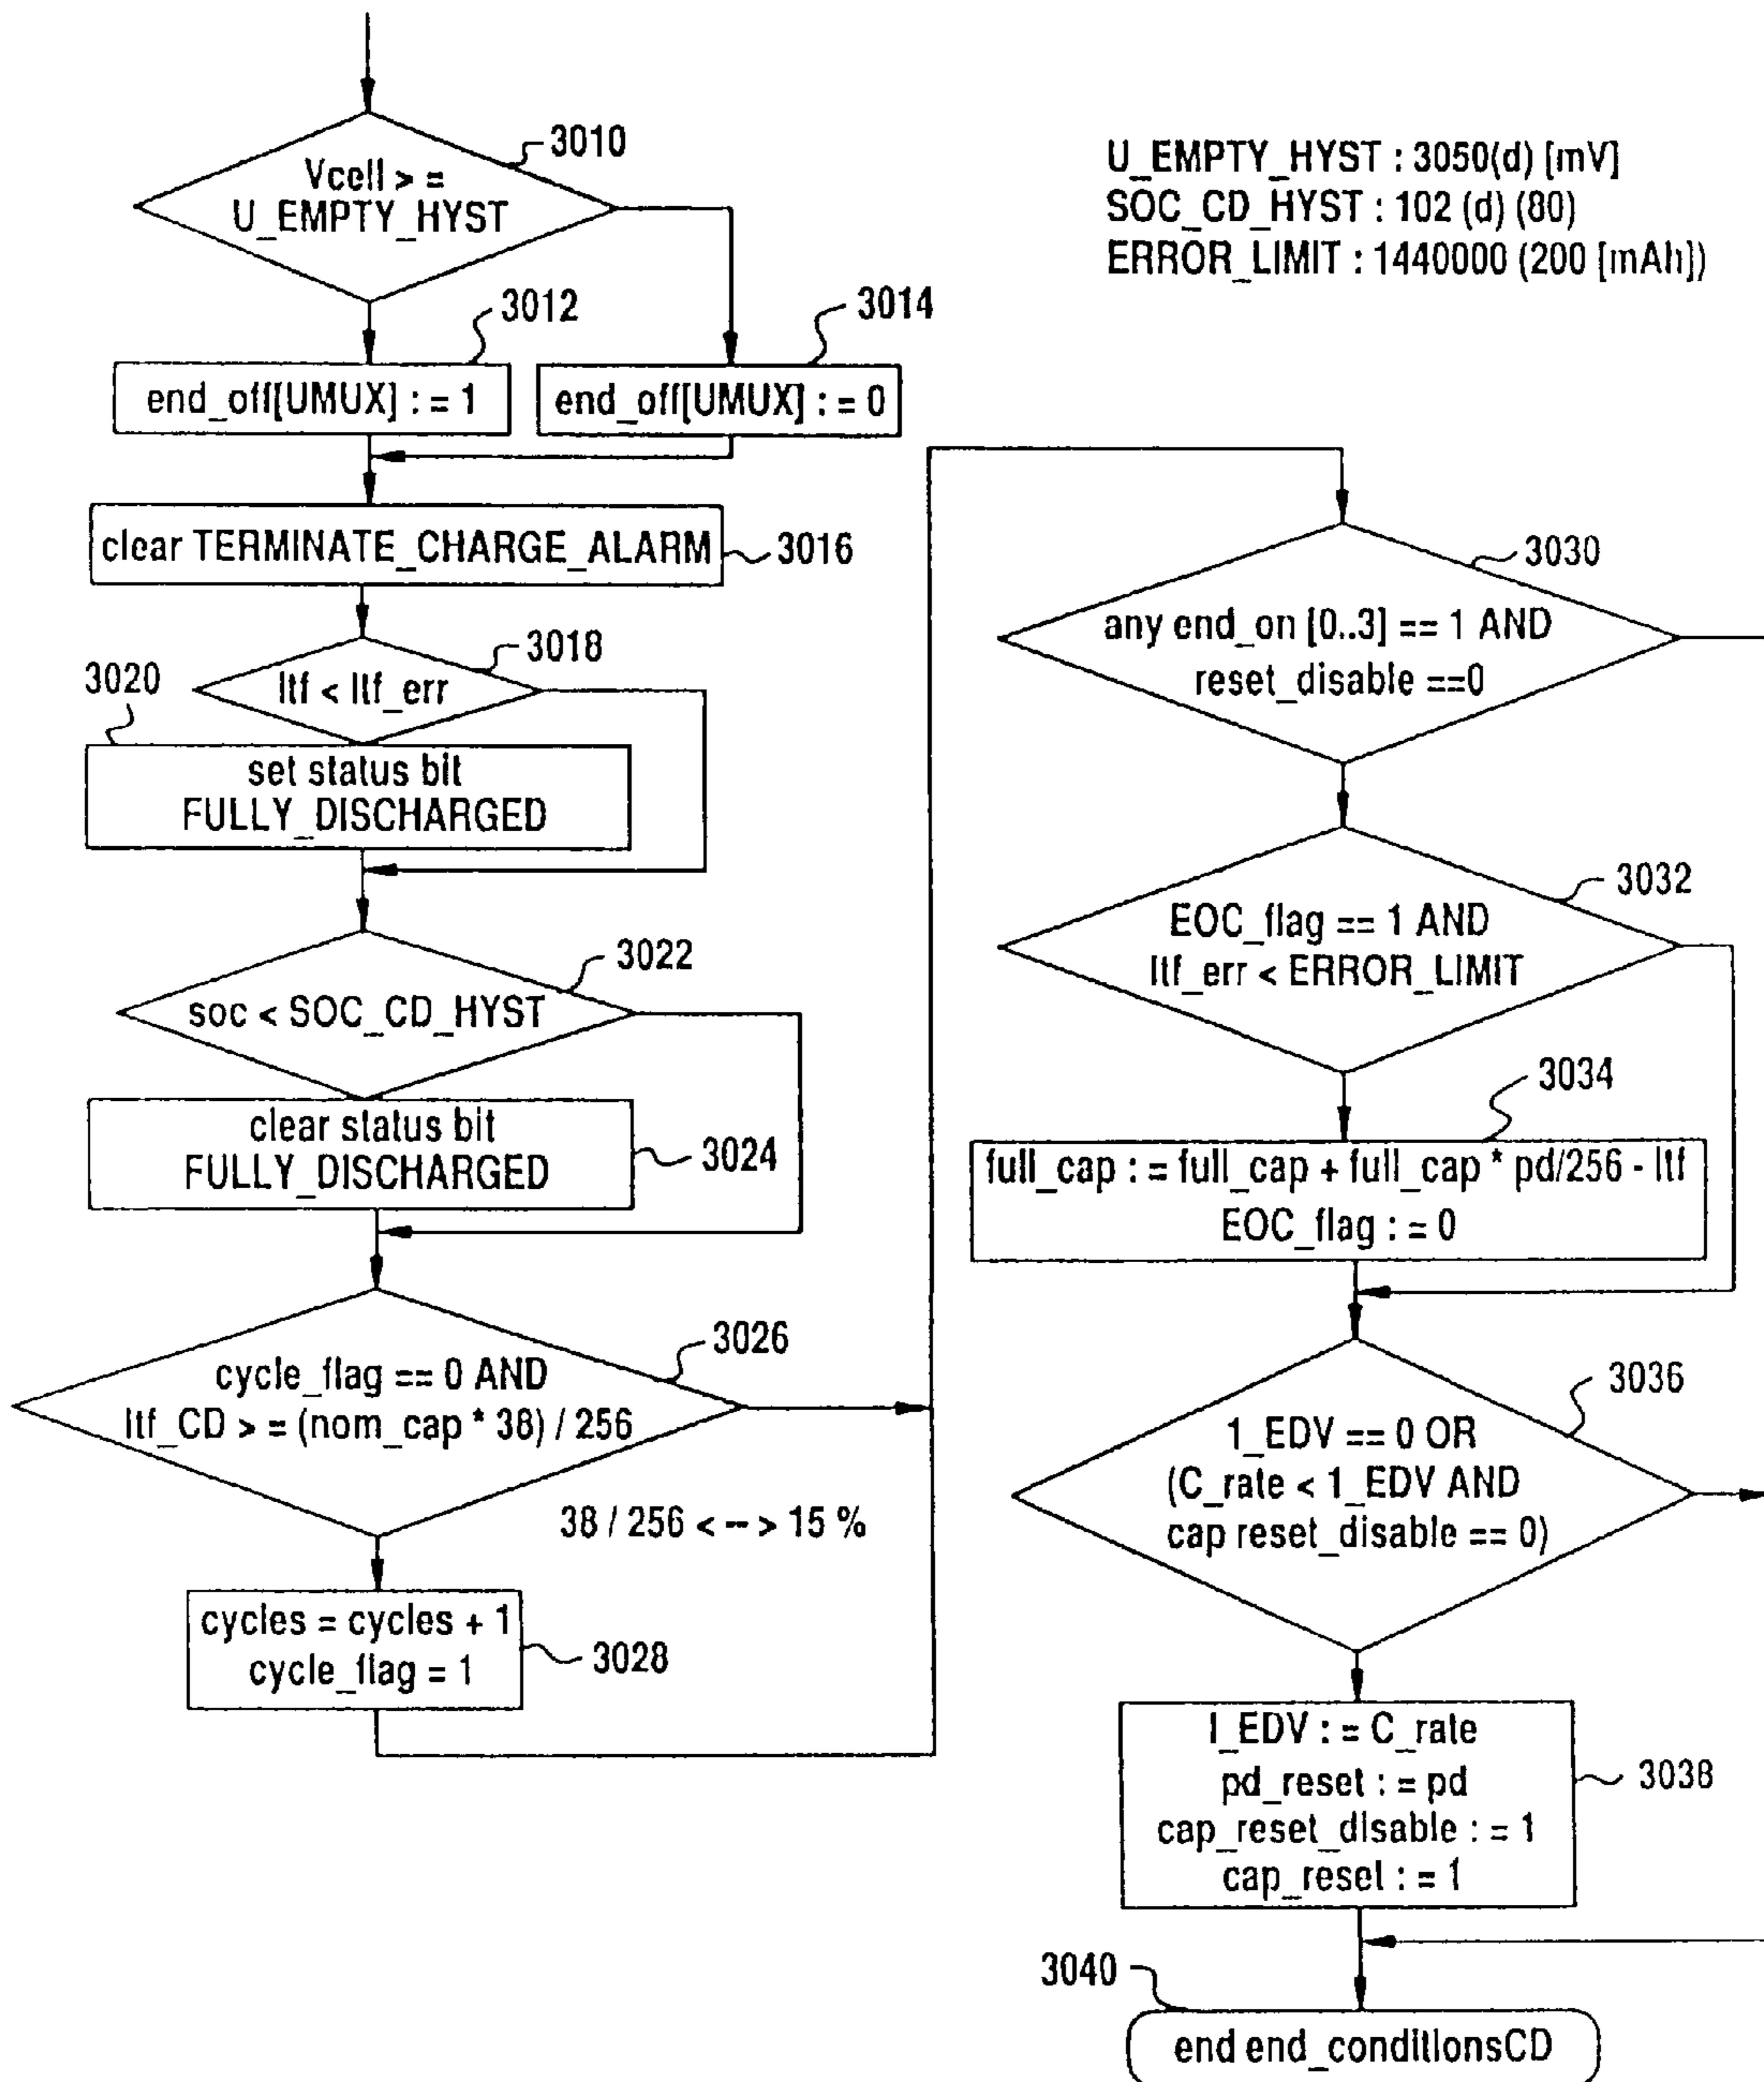 3010
Vcell > =
U_EMPTY_HYST
U_EMPTY_HYST : 3050(d) [mV]
SOC_CD_HYST : 102 (d) (80)
ERROR_LIMIT : 1440000 (200 [mAh])
3012
end_off[UMUX] : = 1
3014
end_off[UMUX] : = 0
clear TERMINATE_CHARGE_ALARM
3016
3018
ltf < ltf_err
3020
set status bit
FULLY_DISCHARGED
3022
soc < SOC_CD_HYST
clear status bit
FULLY_DISCHARGED
3024
3026
cycle_flag == 0 AND
ltf_CD > = (nom_cap * 38) / 256
38 / 256 < -- > 15 %
cycles = cycles + 1
cycle_flag = 1
3028
3030
any end_on [0..3] == 1 AND
reset_disable ==0
3032
EOC_flag == 1 AND
ltf_err < ERROR_LIMIT
3034
full_cap : = full_cap + full_cap * pd/256 - ltf
EOC_flag : = 0
3036
1_EDV == 0 OR
(C_rate < 1_EDV AND
cap reset_disable == 0)
I_EDV : = C_rate
pd_reset : = pd
cap_reset_disable : = 1
cap_reset : = 1
3038
3040
end end_conditionsCD